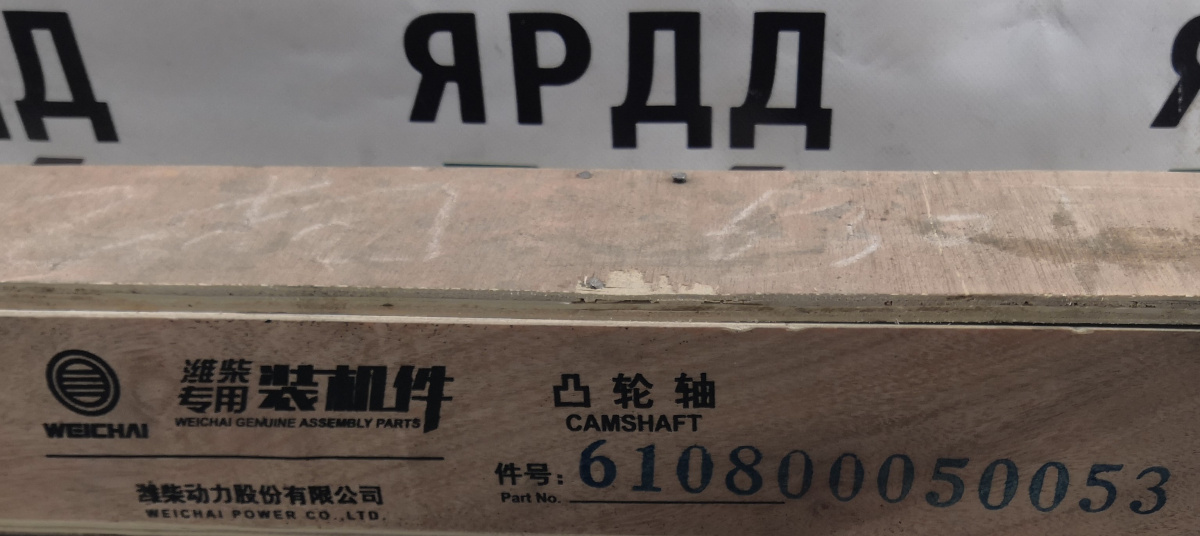 ЯРДД
WEICHAI
潍柴
专用
装机件
WEICHAI GENUINE ASSEMBLY PARTS
潍柴动力股份有限公司
WEICHAI POWER CO.,LTD.
凸轮轴
CAMSHAFT
件号: 610800050053
Part No.